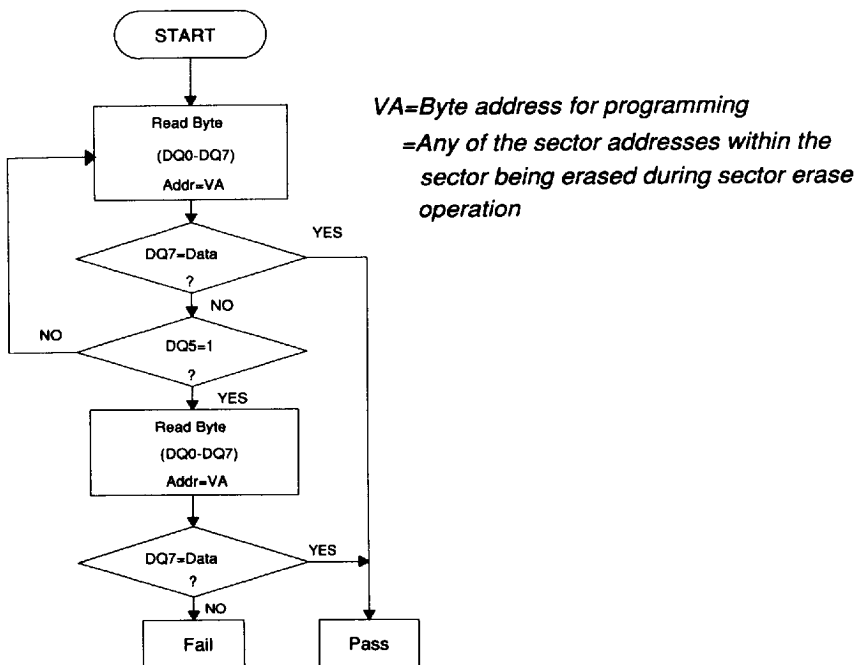 START
Read Byte
(DQ0-DQ7)
Addr=VA
VA=Byte address for programming
=Any of the sector addresses within the
sector being erased during sector erase
operation
YES
DQ7=Data
?
NO
NO
DQ5=1
?
YES
Read Byte
(DQ0-DQ7)
Addr=VA
YES
DQ7=Data
?
NO
Fail
Pass